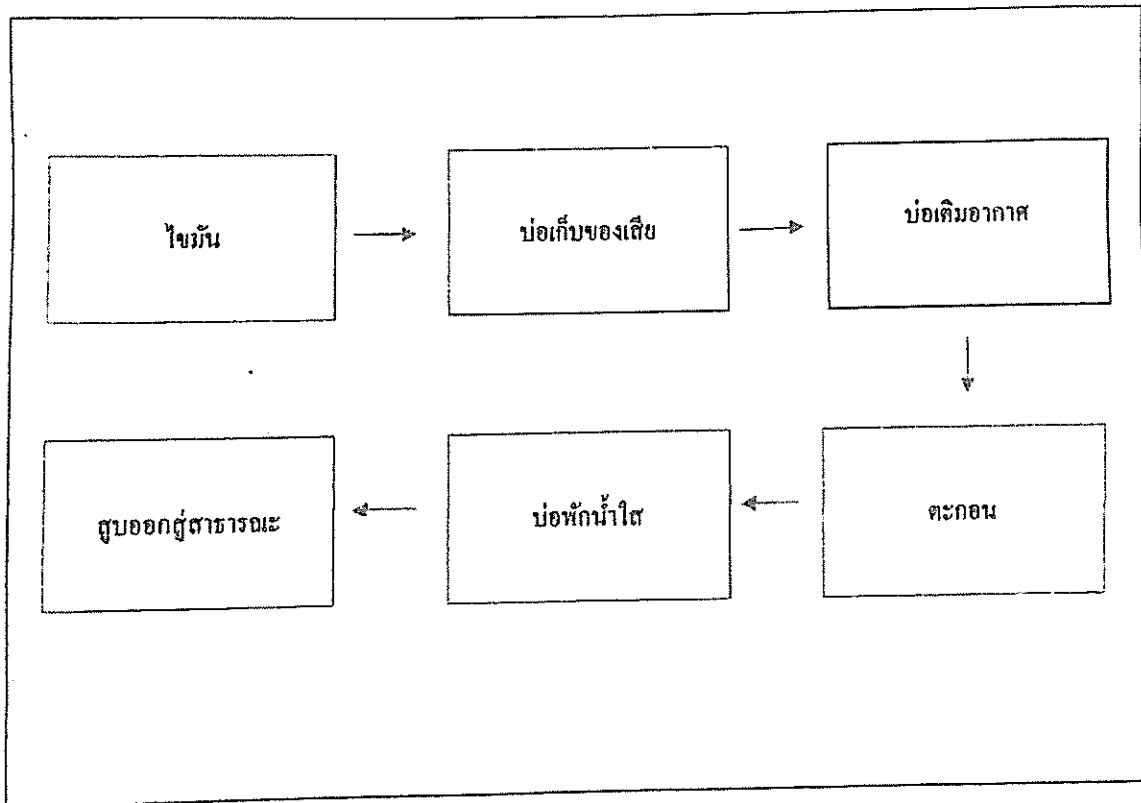 ไขมัน
บ่อเก็บของเสีย
บ่อเติมอากาศ
ตะกอน
บ่อพักน้ำใส
สูบออกสู่สาธารณะ